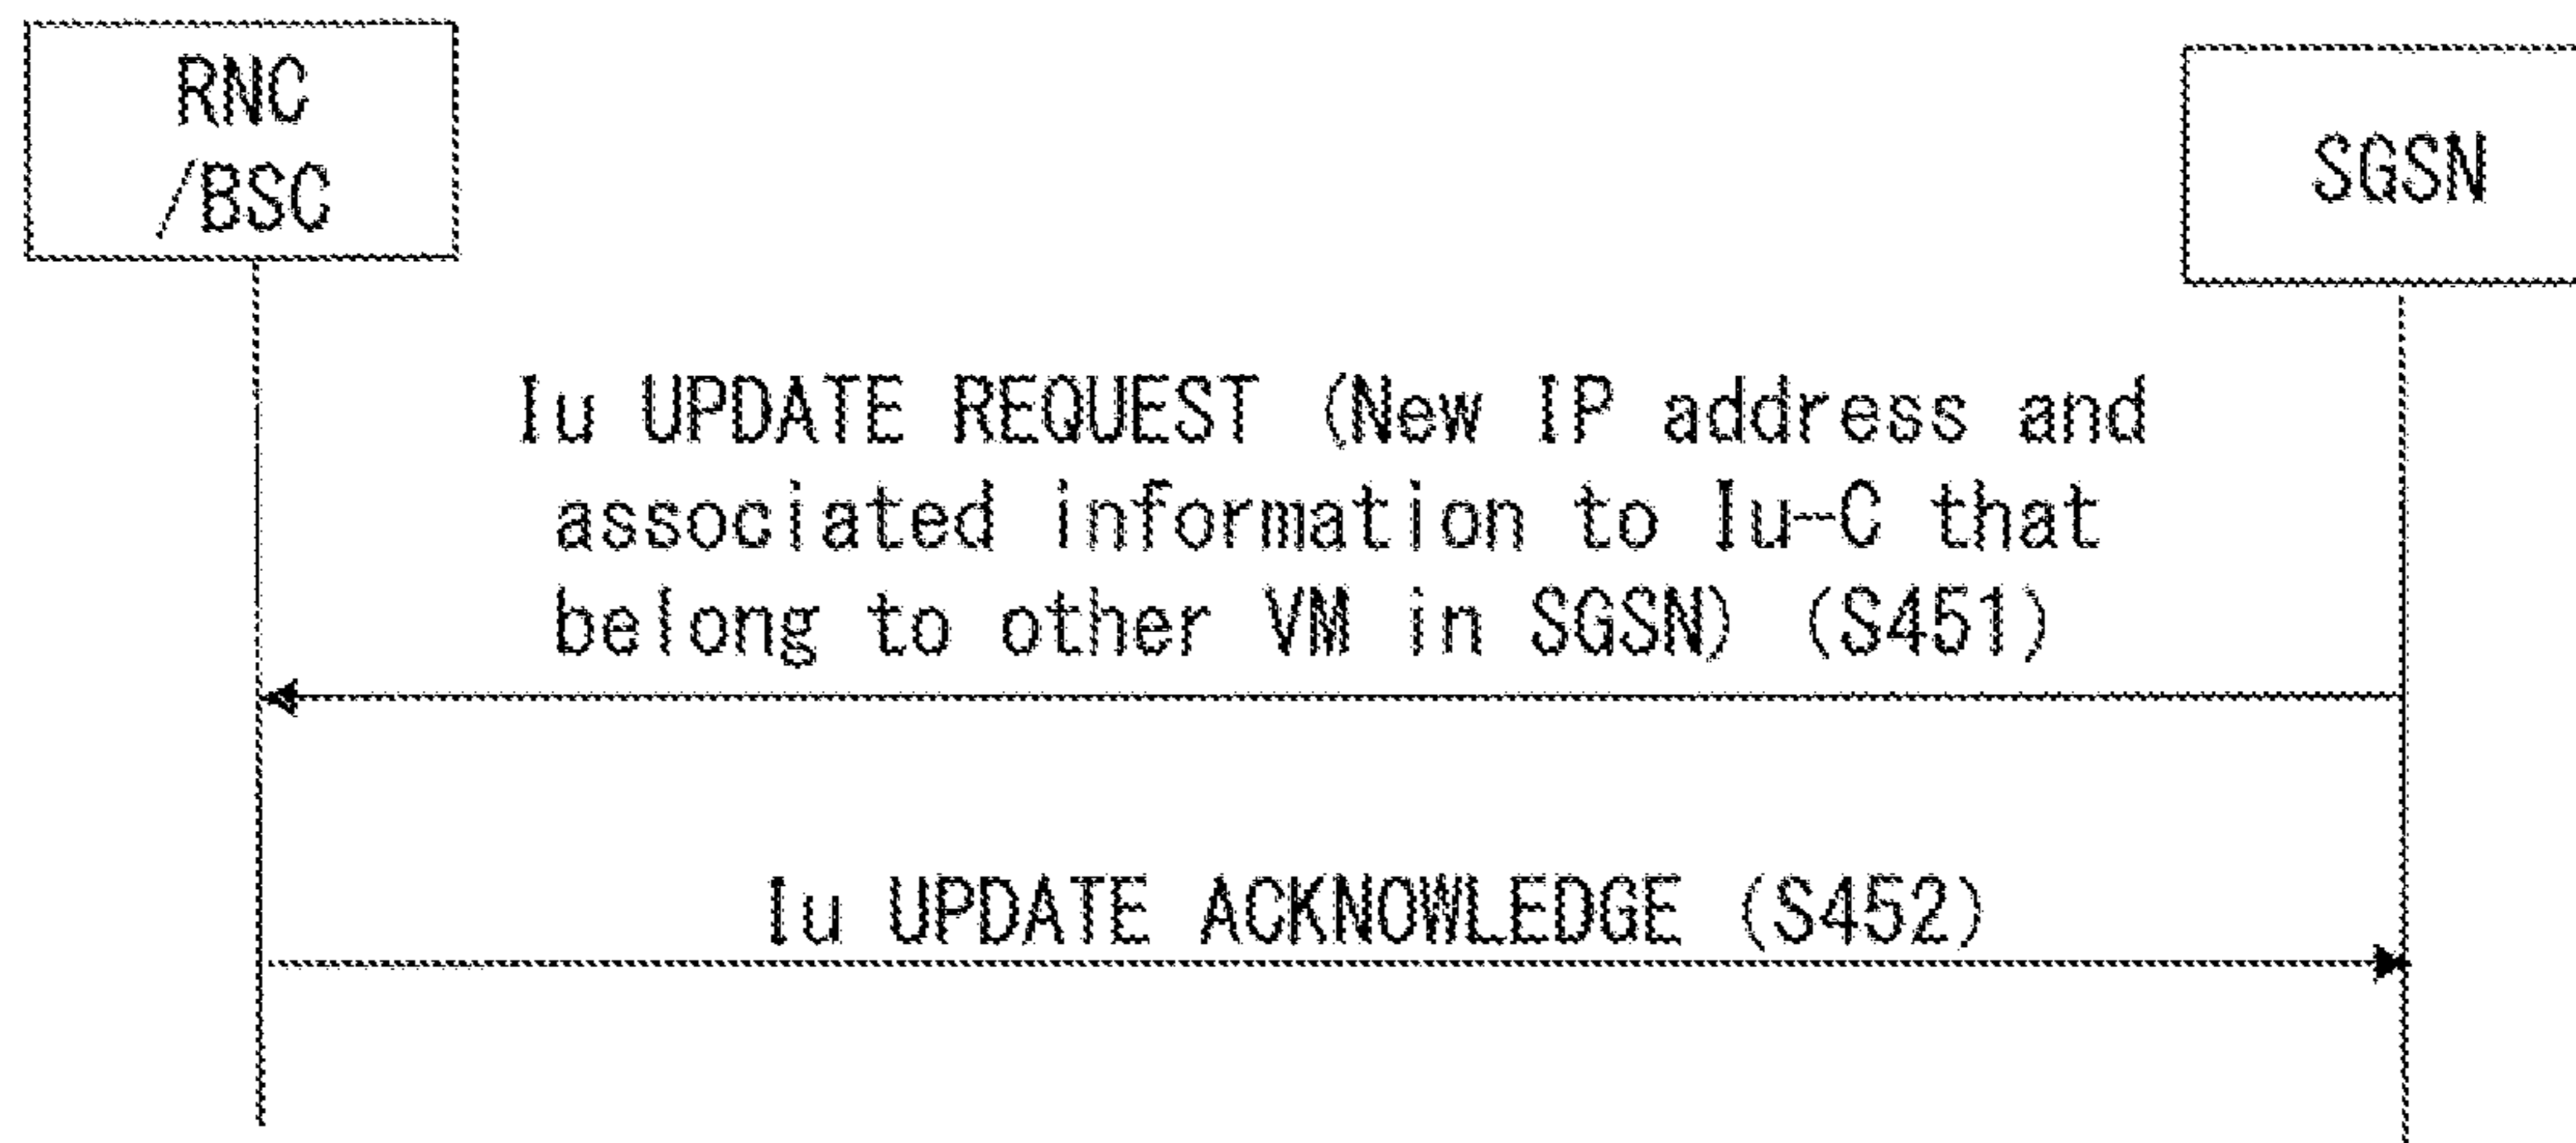 RNC
/BSC
SGSN
Iu UPDATE REQUEST (New IP address and
associated information to Iu-C that
belong to other VM in SGSN) (S451)
Iu UPDATE ACKNOWLEDGE (S452)